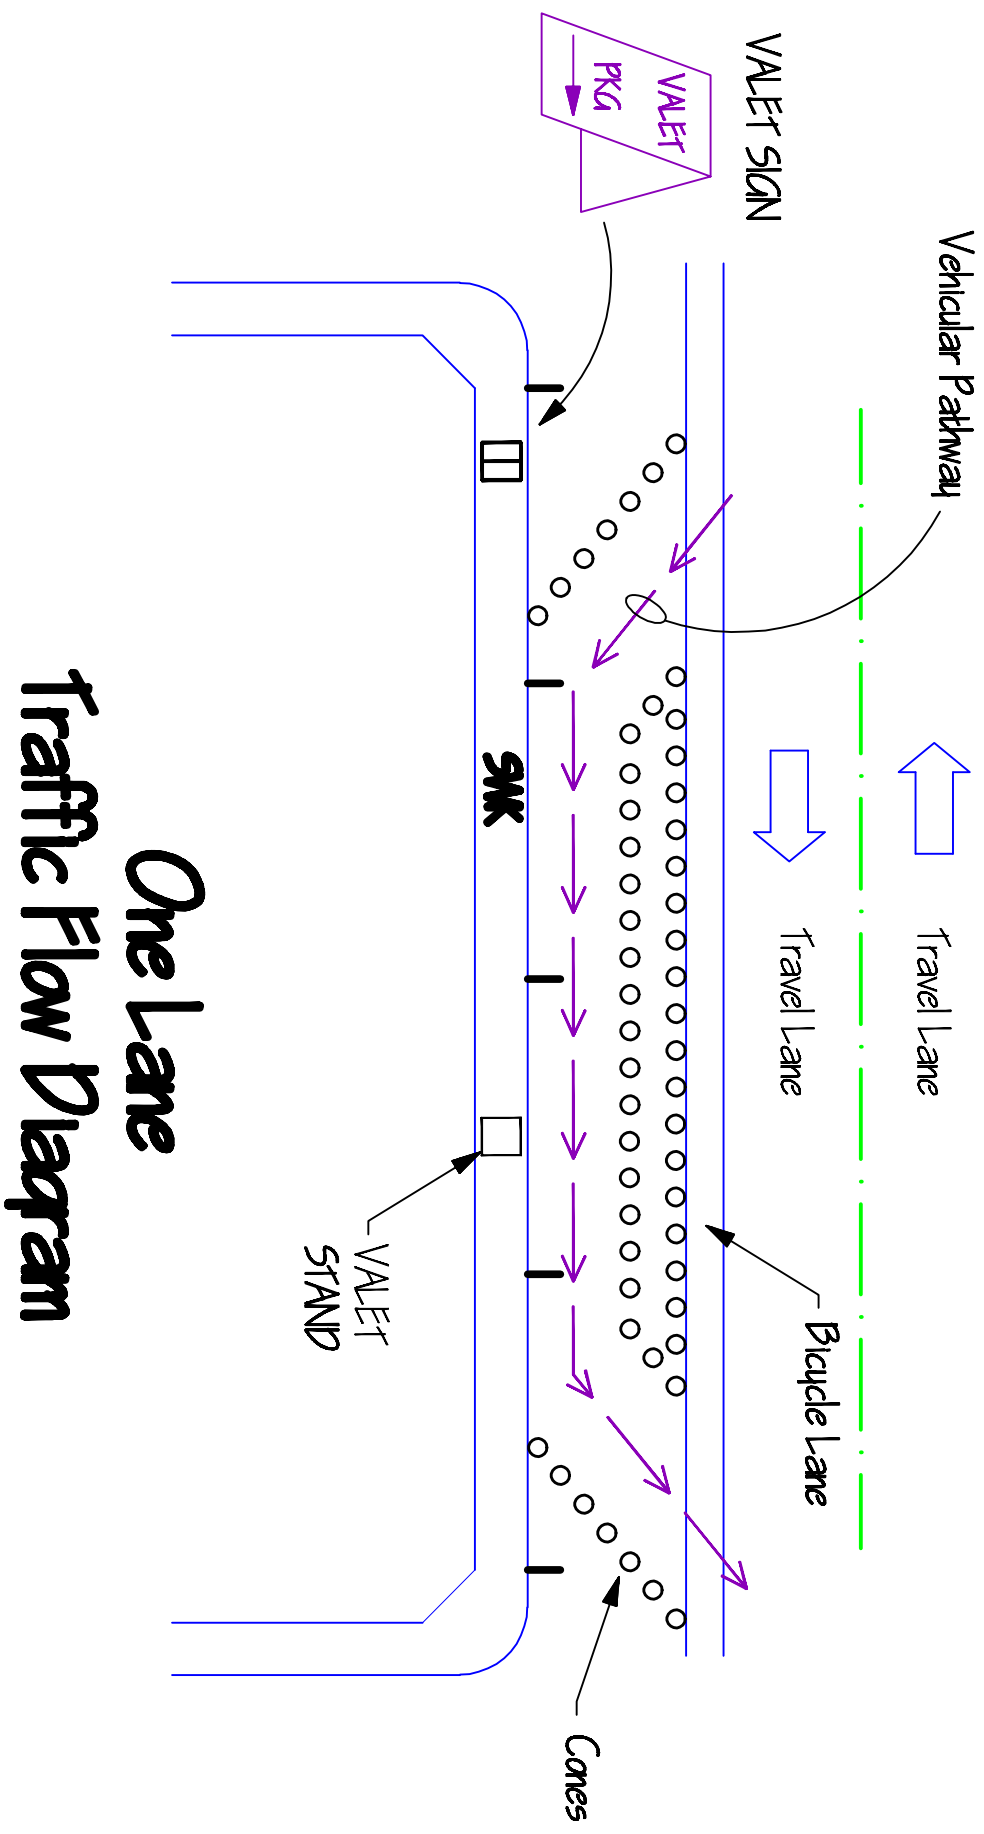 VALET SIGN
VALET
PKG
Vehicular Pathway
Travel Lane
Travel Lane
Bicycle Lane
SWK
VALET
STAND
Cones
One Lane
Traffic Flow Diagram